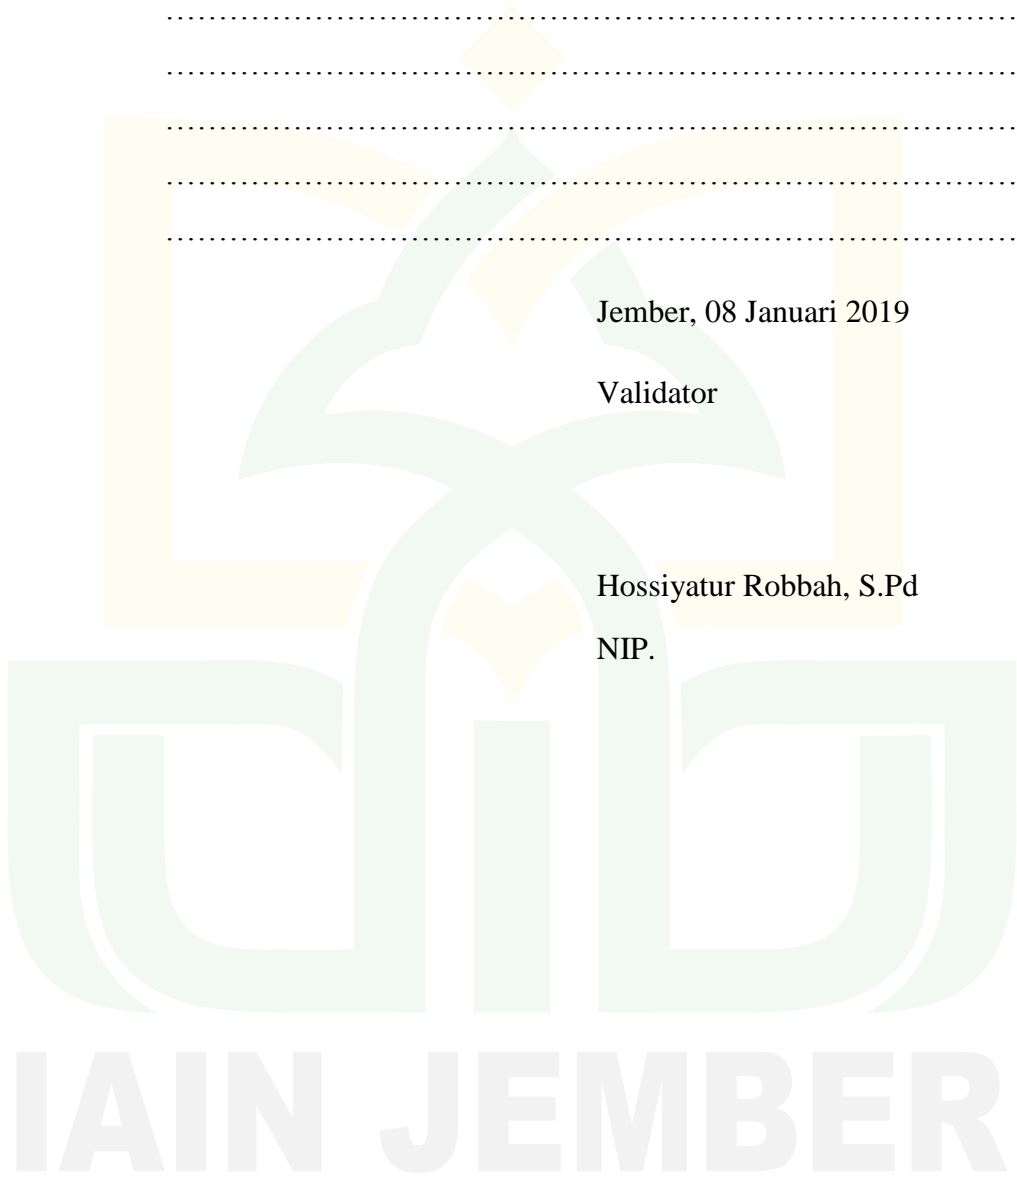 ……………………………………………………………………………
……………………………………………………………………………
……………………………………………………………………………
……………………………………………………………………………
……………………………………………………………………………
Jember, 08 Januari 2019
Validator
Hossiyatur Robbah, S.Pd
NIP.
IAIN JEMBER